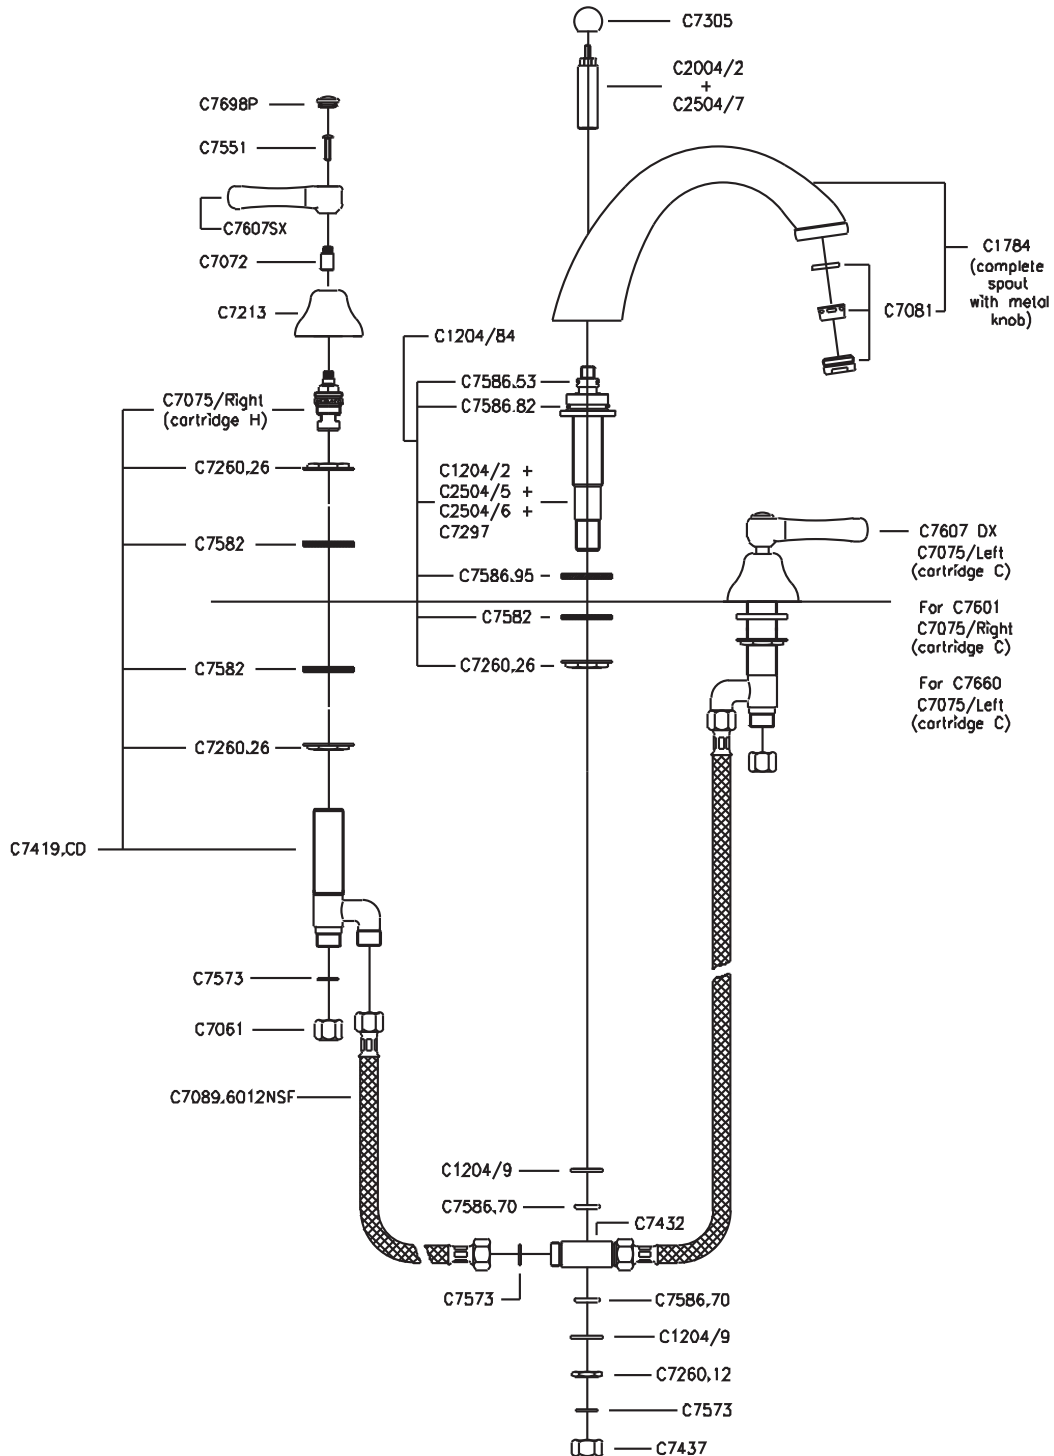 C7305
C2004/2
+
C2504/7
C7698P
C7551
C7607SX
C7072
C7213
C1784
(complete
spout
with metal
knob)
C7081
C1204/84
C7586.53
C7586.82
C7075/Right
(cartridge H)
C7260.26
C1204/2 +
C2504/5 +
C2504/6 +
C7297
C7582
C7607 DX
C7075/Left
(cartridge C)
C7586.95
For C7601
C7075/Right
(cartridge C)
C7582
C7582
C7260.26
For C7660
C7075/Left
(cartridge C)
C7260.26
C7419.CD
C7573
C7061
C7089.6012NSF
C1204/9
C7586.70
C7432
C7573
C7586.70
C1204/9
C7260.12
C7573
C7437